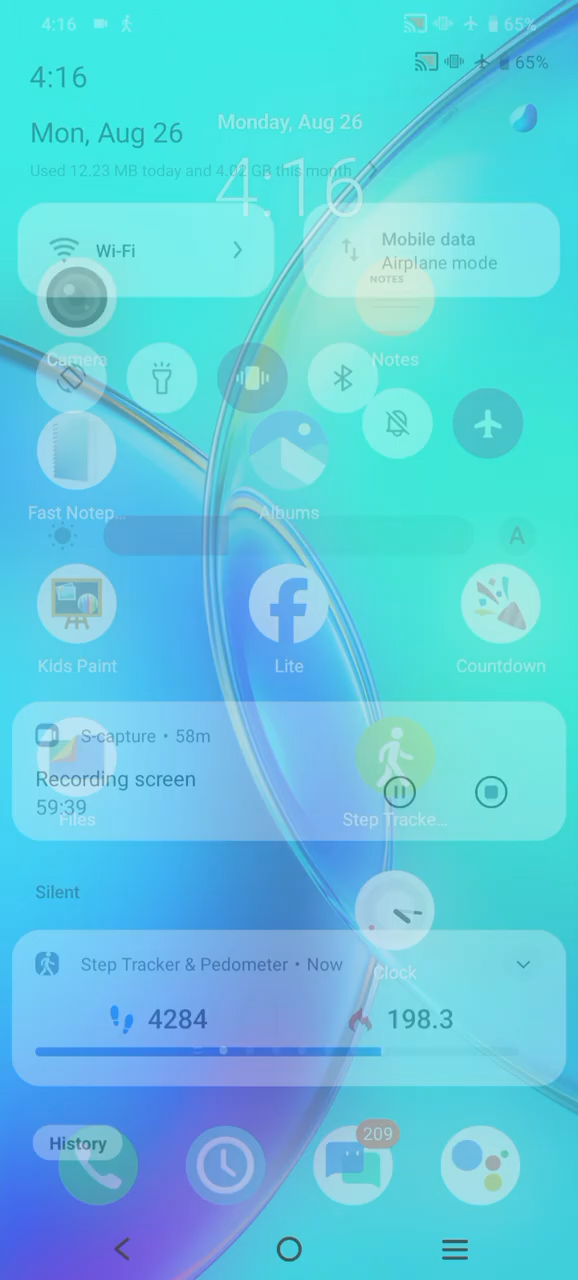 4:16
65%
65%
4:16
Mon, Aug 26
Monday, Aug 26
Used 12.23 MB today and 4.02 GB this month
4:16
Wi-Fi
Mobile data
Airplane mode
NOTES
Camera
Notes
Fast Notep...
Albums
A
Kids Paint
Lite
Countdown
S-capture • 58m
Recording screen
59:39
Files
Step Tracke...
Silent
Step Tracker & Pedometer • Now
Clock
4284
198.3
History
209